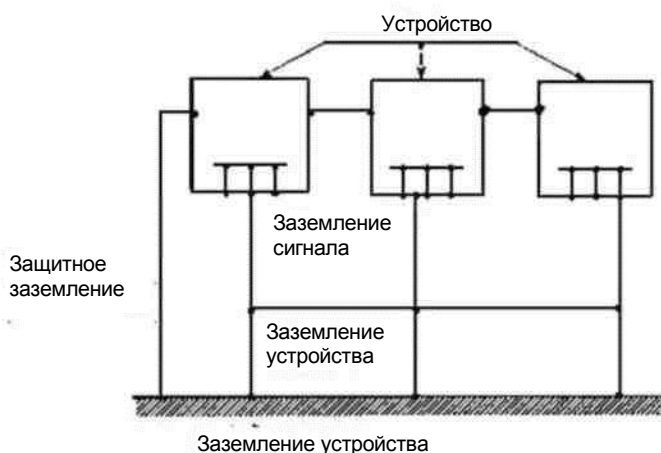 Устройство
Заземление
сигнала
Защитное
заземление
Заземление
устройства
Заземление устройства